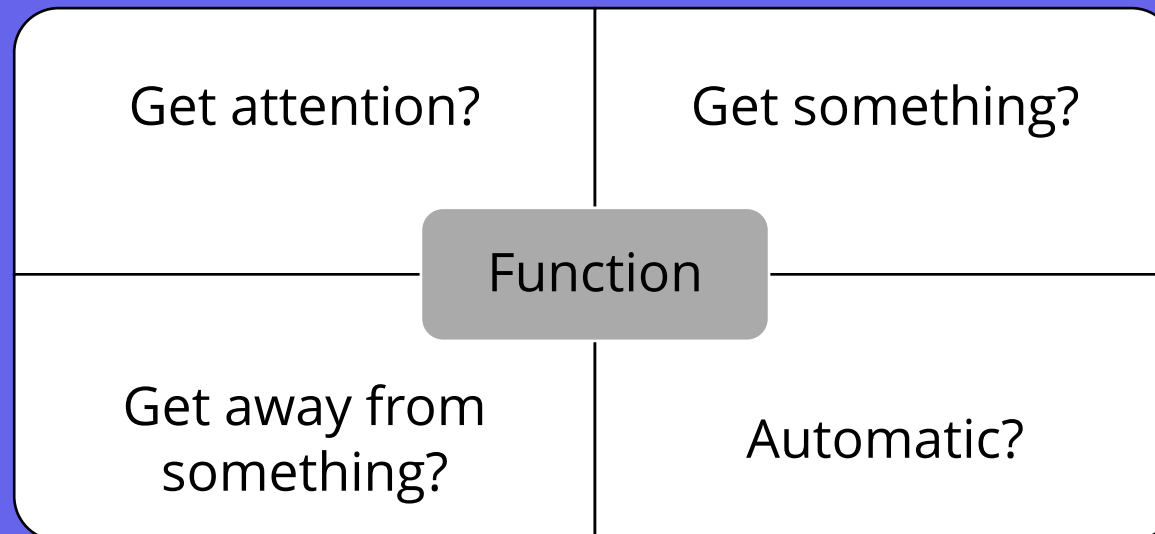 Get attention?
Get something?
Function
Get away from
something?
Automatic?